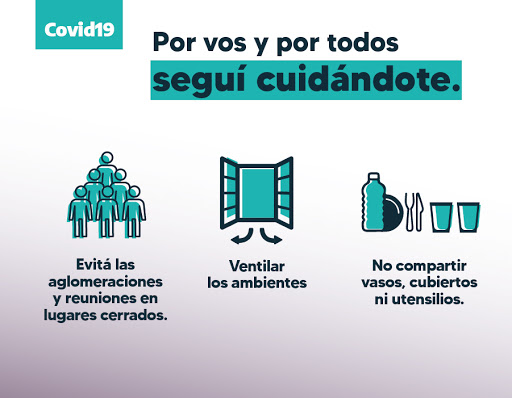 Covid19
Por vos y por todos
seguí cuidándote.
Evitá las
aglomeraciones
y reuniones en
lugares cerrados.
Ventilar
los ambientes
No compartir
vasos, cubiertos
ni utensilios.